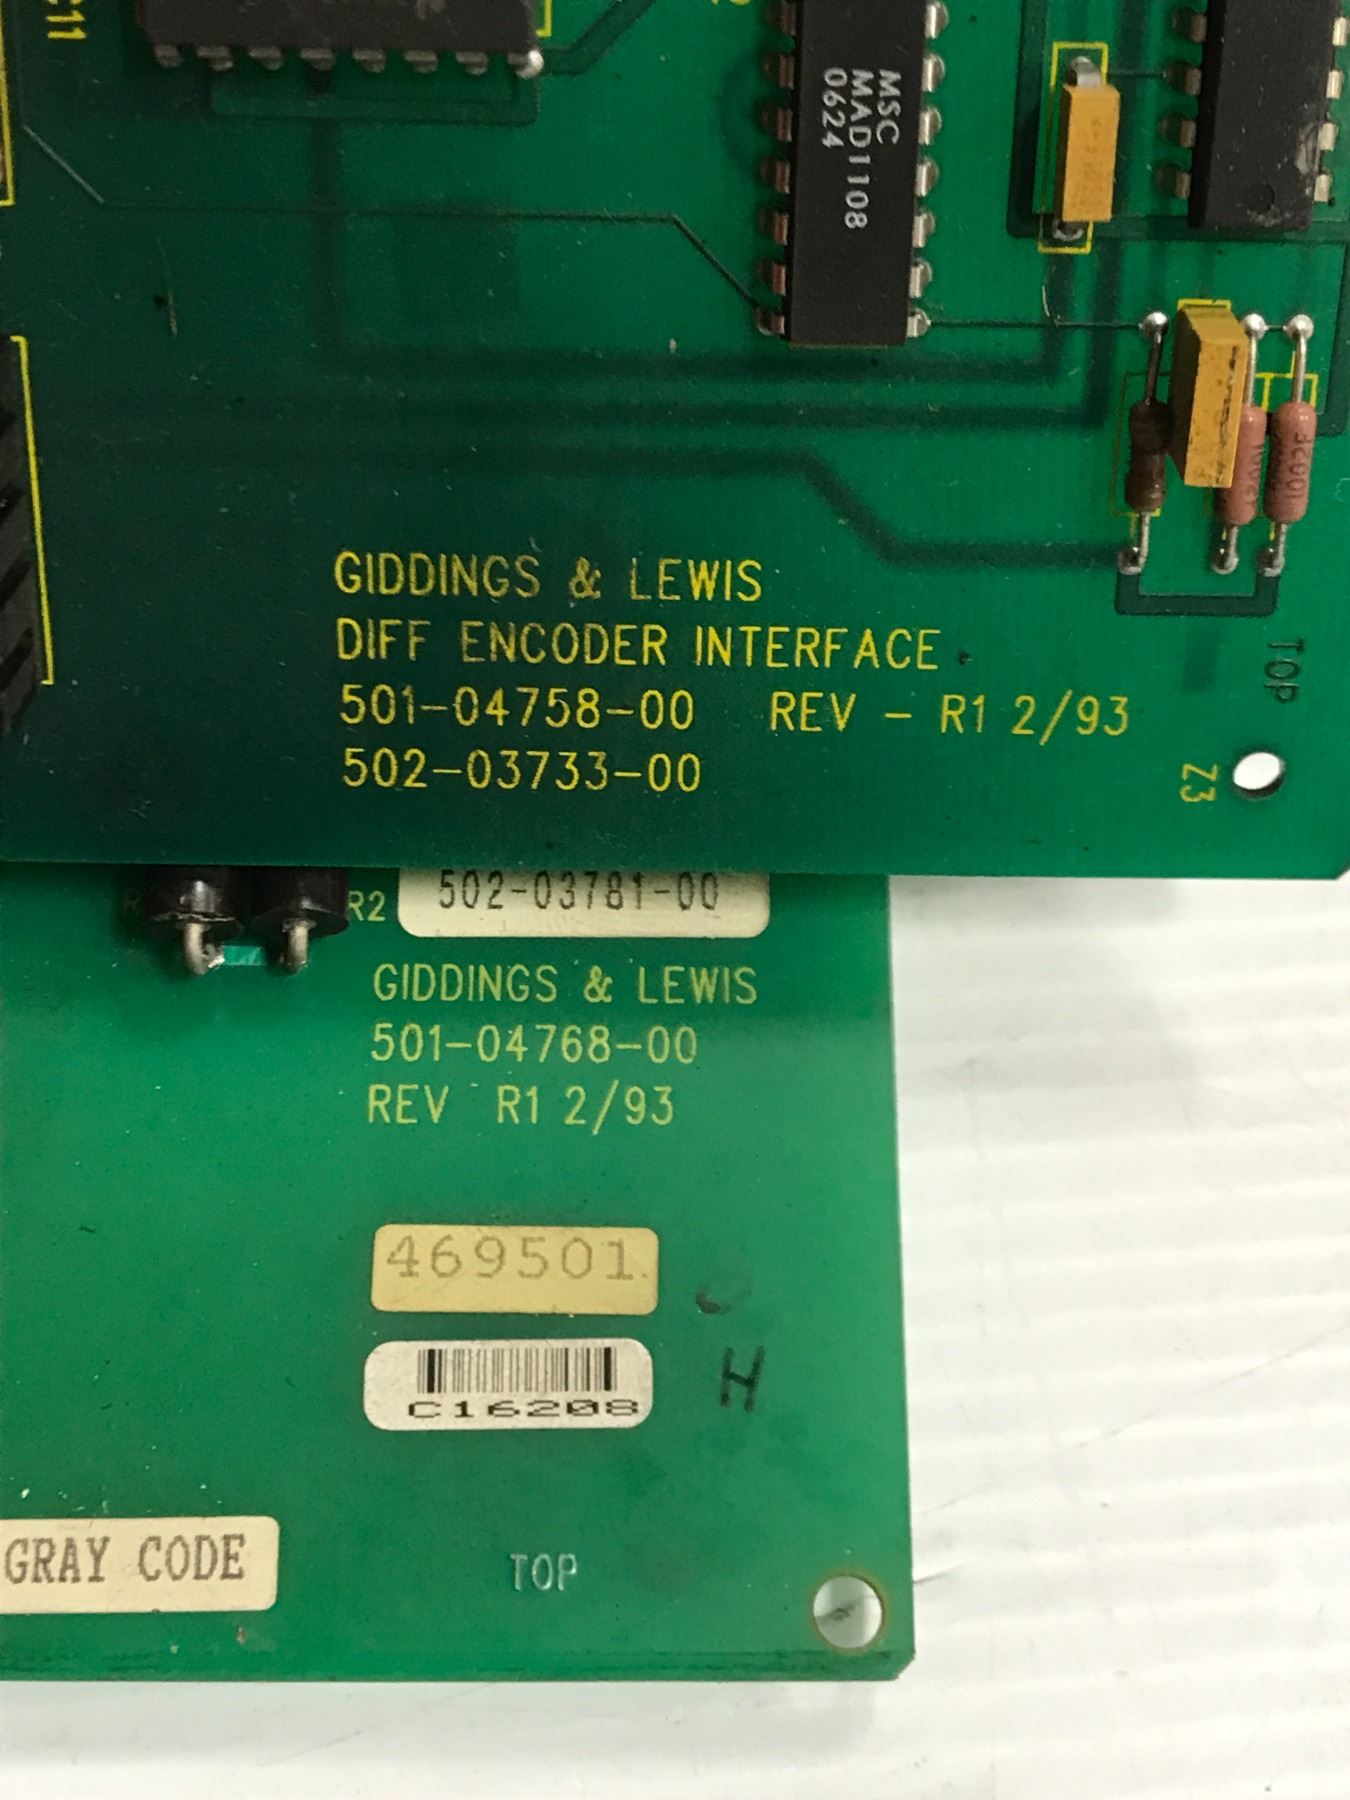 C11
MSC
MAD1108
0624
GIDDINGS & LEWIS
DIFF ENCODER INTERFACE
501-04758-00 REV - R1 2/93
502-03733-00
TOP
Z3
R2
502-03781-00
GIDDINGS & LEWIS
501-04768-00
REV - R1 2/93
469501
C16208
H
GRAY CODE
TOP